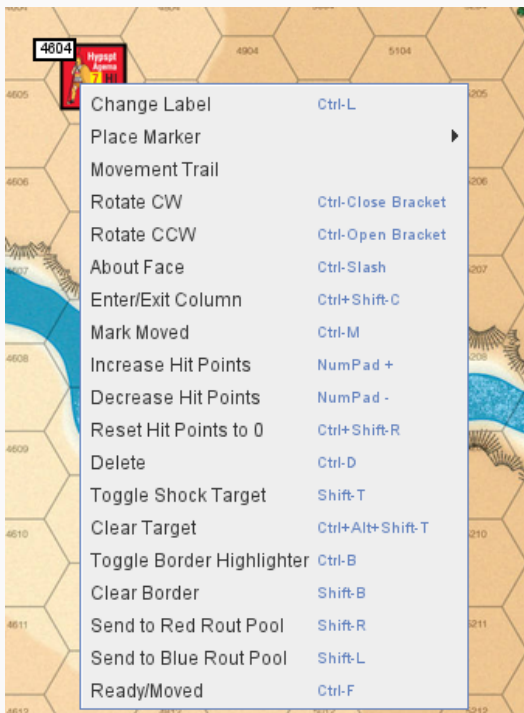 4604
4904
5104
Hypspt
Agema
7 HI
4605
5205
Change Label Ctrl-L
Place Marker
Movement Trail
4606
5206
Rotate CW Ctrl-Close Bracket
Rotate CCW Ctrl-Open Bracket
About Face Ctrl-Slash
4607
5207
Enter/Exit Column Ctrl+Shift-C
Mark Moved Ctrl-M
4608
5208
Increase Hit Points NumPad +
Decrease Hit Points NumPad -
Reset Hit Points to 0 Ctrl+Shift-R
4609
Delete Ctrl-D
Toggle Shock Target Shift-T
Clear Target Ctrl+Alt+Shift-T
4610
5210
Toggle Border Highlighter Ctrl-B
Clear Border Shift-B
4611
5211
Send to Red Rout Pool Shift-R
Send to Blue Rout Pool Shift-L
Ready/Moved Ctrl-F